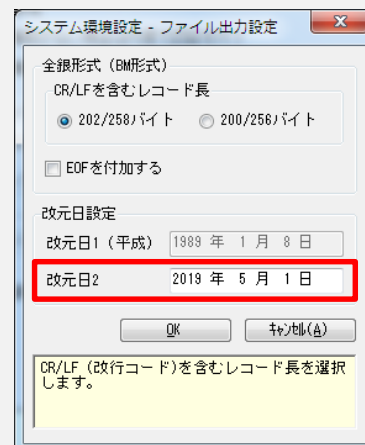 システム環境設定 - ファイル出力設定
全銀形式(BM形式)
CR/LFを含むレコード長
202/258バイト
200/256バイト
EOFを付加する
改元日設定
改元日1(平成) 1989 年 1 月 8 日
改元日2 2019 年 5 月 1 日
OK
ｷｬﾝｾﾙ(A)
CR/LF (改行コード)を含むレコード長を選択
します。